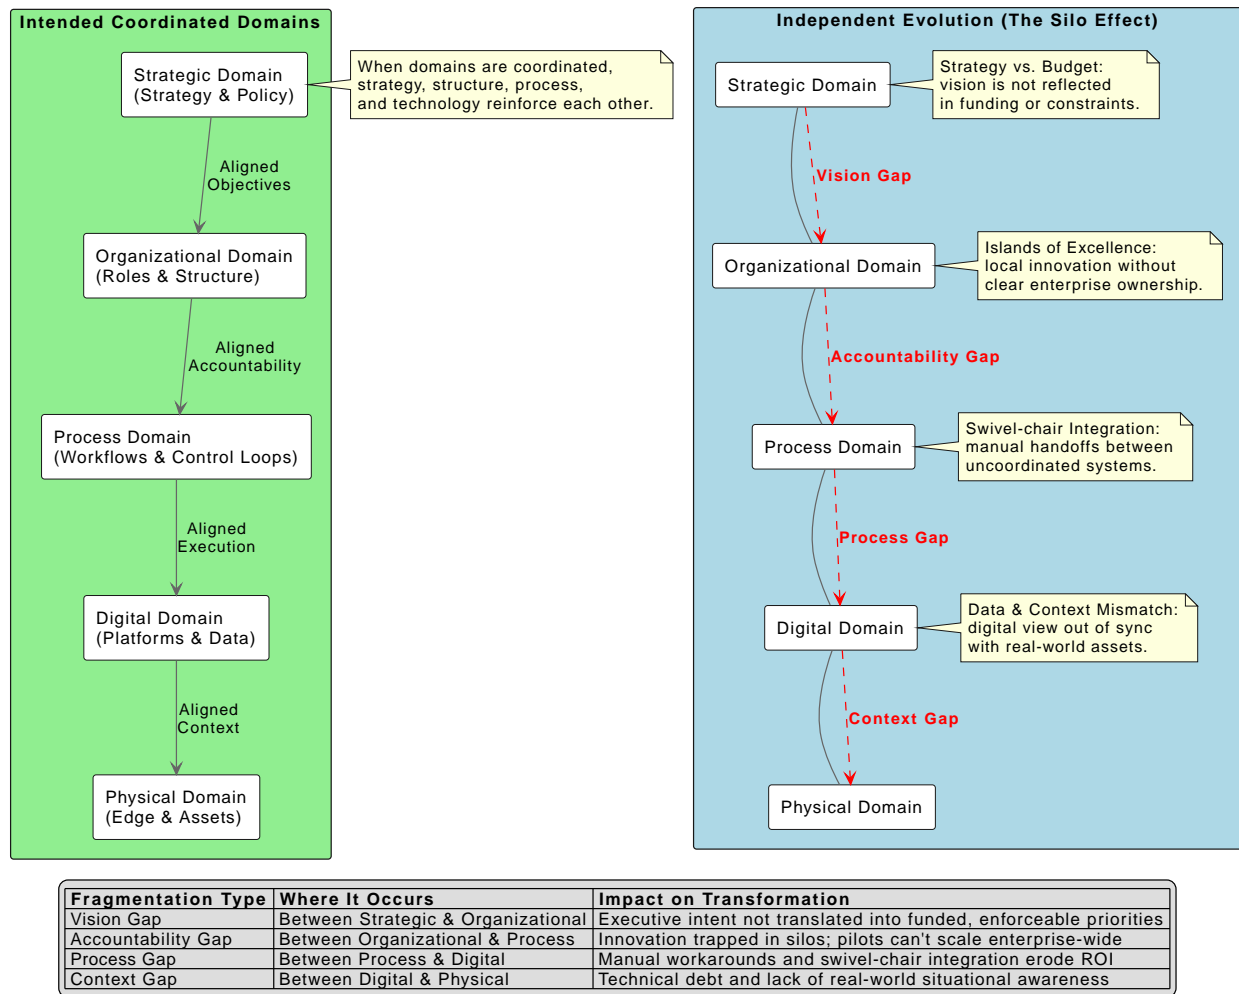 Intended Coordinated Domains
Strategic Domain
(Strategy & Policy)
When domains are coordinated,
strategy, structure, process,
and technology reinforce each other.
Aligned
Objectives
Organizational Domain
(Roles & Structure)
Aligned
Accountability
Process Domain
(Workflows & Control Loops)
Aligned
Execution
Digital Domain
(Platforms & Data)
Aligned
Context
Physical Domain
(Edge & Assets)
Independent Evolution (The Silo Effect)
Strategic Domain
Strategy vs. Budget:
vision is not reflected
in funding or constraints.
Vision Gap
Organizational Domain
Islands of Excellence:
local innovation without
clear enterprise ownership.
Accountability Gap
Process Domain
Swivel-chair Integration:
manual handoffs between
uncoordinated systems.
Process Gap
Digital Domain
Data & Context Mismatch:
digital view out of sync
with real-world assets.
Context Gap
Physical Domain
Fragmentation Type Where It Occurs Impact on Transformation
Vision Gap Between Strategic & Organizational Executive intent not translated into funded, enforceable priorities
Accountability Gap Between Organizational & Process Innovation trapped in silos; pilots can't scale enterprise-wide
Process Gap Between Process & Digital Manual workarounds and swivel-chair integration erode ROI
Context Gap Between Digital & Physical Technical debt and lack of real-world situational awareness